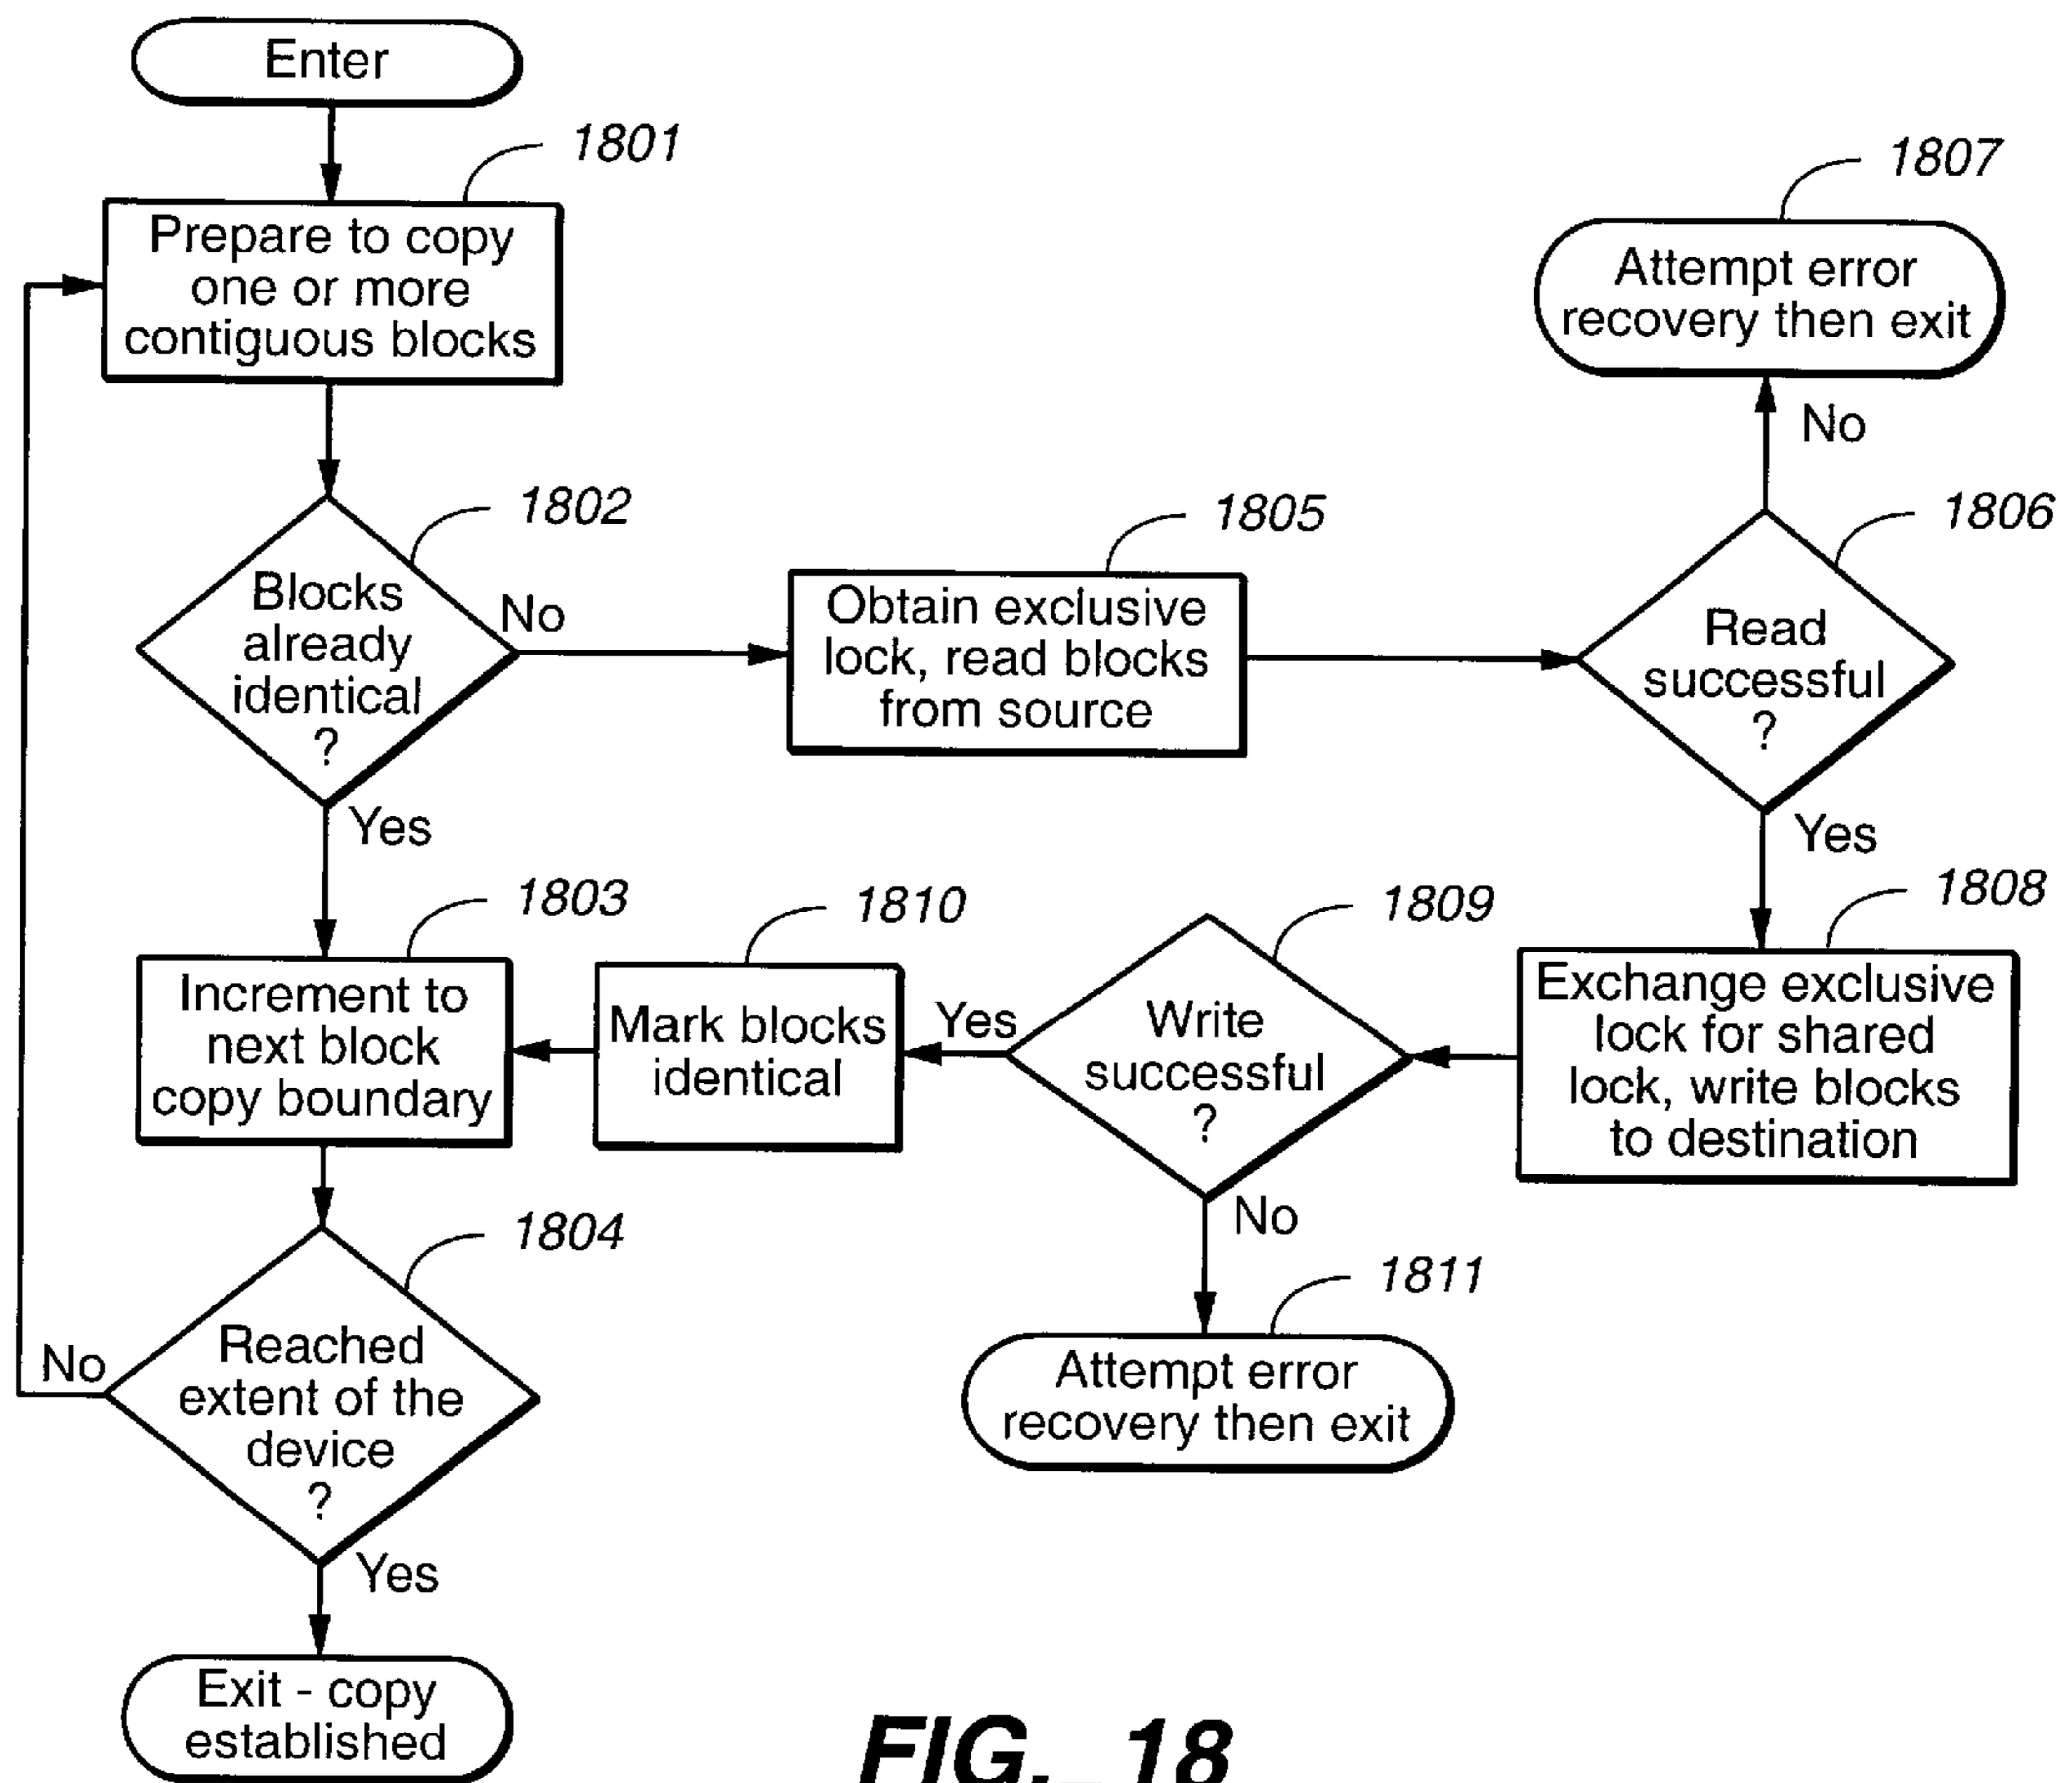 Enter
1801
Prepare to copy
one or more
contiguous blocks
1802
Blocks
already
identical
?
No
Yes
1805
Obtain exclusive
lock, read blocks
from source
1806
Read
successful
?
No
Yes
1807
Attempt error
recovery then exit
1808
Exchange exclusive
lock for shared
lock, write blocks
to destination
1809
Write
successful
?
Yes
No
1810
Mark blocks
identical
1811
Attempt error
recovery then exit
1803
Increment to
next block
copy boundary
1804
Reached
extent of the
device
?
No
Yes
Exit - copy
established
FIG._18